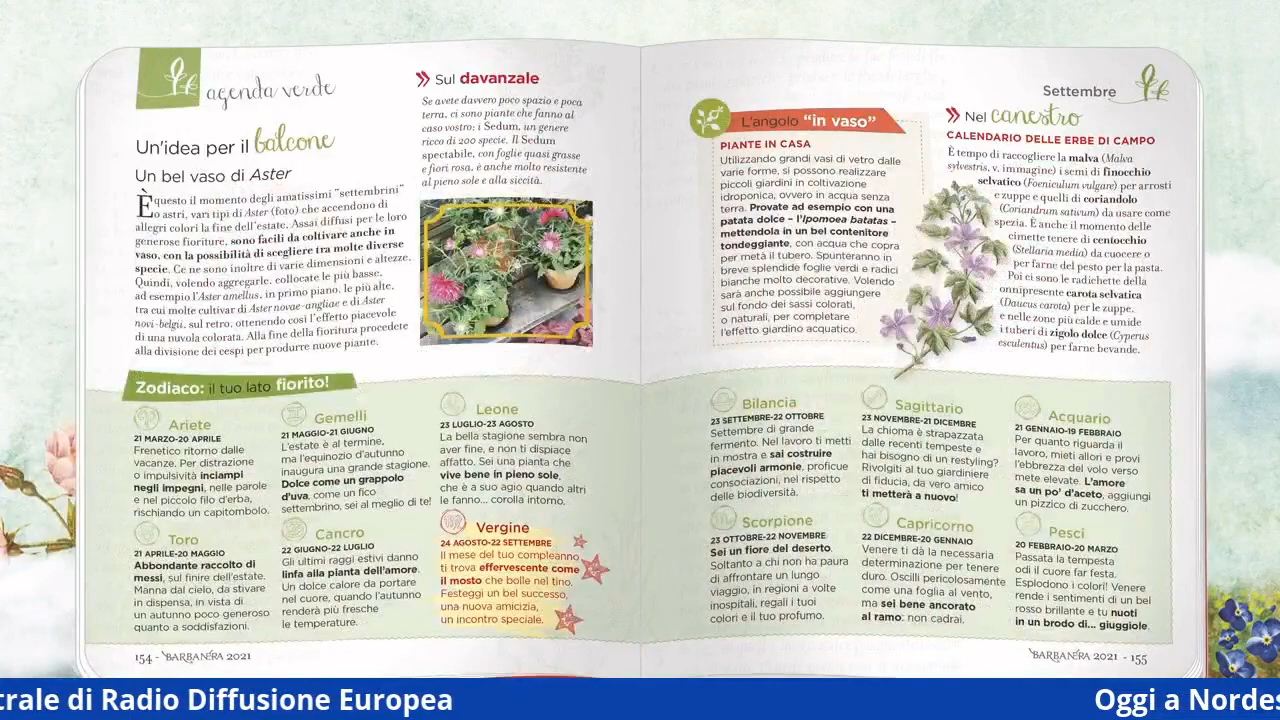 agenda verde
Un'idea per il balcone
Un bel vaso di Aster
È questo il momento degli amatissimi "settembrini"
o astri, vari tipi di Aster (foto) che accendono di
allegri colori la fine dell'estate. Assai diffusi per le loro
generose fioriture, sono facili da coltivare anche in
vaso, con la possibilità di scegliere tra molte diverse
specie. Ce ne sono inoltre di varie dimensioni e altezze.
Quindi, volendo aggregarle, collocate le più basse,
ad esempio l'Aster amellus, in primo piano, le più alte,
tra cui molte cultivar di Aster novae-angliae e di Aster
novi-belgii, sul retro, ottenendo così l'effetto piacevole
di una nuvola colorata. Alla fine della fioritura procedete
alla divisione dei cespi per produrre nuove piante.
Sul davanzale
Se avete davvero poco spazio e poca
terra, ci sono piante che fanno al
caso vostro: i Sedum, un genere
ricco di 200 specie. Il Sedum
spectabile, con foglie quasi grasse
e fiori rosa, è anche molto resistente
al pieno sole e alla siccità.
Zodiaco: il tuo lato fiorito!
Ariete
21 MARZO-20 APRILE
Frenetico ritorno dalle
vacanze. Per distrazione
o impulsività inciampi
negli impegni, nelle parole
e nel piccolo filo d'erba,
rischiando un capitombolo.
Gemelli
21 MAGGIO-21 GIUGNO
L'estate è al termine,
ma l'equinozio d'autunno
inaugura una grande stagione.
Dolce come un grappolo
d'uva, come un fico
settembrino, sei al meglio di te!
Leone
23 LUGLIO-23 AGOSTO
La bella stagione sembra non
aver fine, e non ti dispiace
affatto. Sei una pianta che
vive bene in pieno sole,
che è a suo agio quando altri
le fanno... corolla intorno.
Toro
21 APRILE-20 MAGGIO
Abbondante raccolto di
messi, sul finire dell'estate.
Manna dal cielo, da stivare
in dispensa, in vista di
un autunno poco generoso
quanto a soddisfazioni.
Cancro
22 GIUGNO-22 LUGLIO
Gli ultimi raggi estivi danno
linfa alla pianta dell'amore.
Un dolce calore da portare
nel cuore, quando l'autunno
renderà più fresche
le temperature.
Vergine
24 AGOSTO-22 SETTEMBRE
Il mese del tuo compleanno
ti trova effervescente come
il mosto che bolle nel tino.
Festeggi un bel successo,
una nuova amicizia,
un incontro speciale.
154 - BARBANERA 2021
Settembre
L'angolo "in vaso"
PIANTE IN CASA
Utilizzando grandi vasi di vetro dalle
varie forme, si possono realizzare
piccoli giardini in coltivazione
idroponica, ovvero in acqua senza
terra. Provate ad esempio con una
patata dolce – l'Ipomoea batatas –
mettendola in un bel contenitore
tondeggiante, con acqua che copra
per metà il tubero. Spunteranno in
breve splendide foglie verdi e radici
bianche molto decorative. Volendo
sarà anche possibile aggiungere
sul fondo dei sassi colorati,
o naturali, per completare
l'effetto giardino acquatico.
Nel canestro
CALENDARIO DELLE ERBE DI CAMPO
È tempo di raccogliere la malva (Malva
sylvestris, v. immagine) i semi di finocchio
selvatico (Foeniculum vulgare) per arrosti
e zuppe e quelli di coriandolo
(Coriandrum sativum) da usare come
spezia. È anche il momento delle
cimette tenere di centocchio
(Stellaria media) da cuocere o
per farne del pesto per la pasta.
Poi ci sono le radichette della
onnipresente carota selvatica
(Daucus carota) per le zuppe,
e nelle zone più calde e umide
i tuberi di zigolo dolce (Cyperus
esculentus) per farne bevande.
Bilancia
23 SETTEMBRE-22 OTTOBRE
Settembre di grande
fermento. Nel lavoro ti metti
in mostra e sai costruire
piacevoli armonie, proficue
consociazioni, nel rispetto
delle biodiversità.
Sagittario
23 NOVEMBRE-21 DICEMBRE
La chioma è strapazzata
dalle recenti tempeste e
hai bisogno di un restyling?
Rivolgiti al tuo giardiniere
di fiducia, da vero amico
ti metterà a nuovo!
Acquario
21 GENNAIO-19 FEBBRAIO
Per quanto riguarda il
lavoro, mieti allori e provi
l'ebbrezza del volo verso
mete elevate. L'amore
sa un po' d'aceto, aggiungi
un pizzico di zucchero.
Scorpione
23 OTTOBRE-22 NOVEMBRE
Sei un fiore del deserto.
Soltanto a chi non ha paura
di affrontare un lungo
viaggio, in regioni a volte
inospitali, regali i tuoi
colori e il tuo profumo.
Capricorno
22 DICEMBRE-20 GENNAIO
Venere ti dà la necessaria
determinazione per tenere
duro. Oscilli pericolosamente
come una foglia al vento,
ma sei bene ancorato
al ramo: non cadrai.
Pesci
20 FEBBRAIO-20 MARZO
Passata la tempesta
odi il cuore far festa.
Esplodono i colori! Venere
rende i sentimenti di un bel
rosso brillante e tu nuoti
in un brodo di... giuggiole.
BARBANERA 2021 - 155
trale di Radio Diffusione Europea
Oggi a Nordes